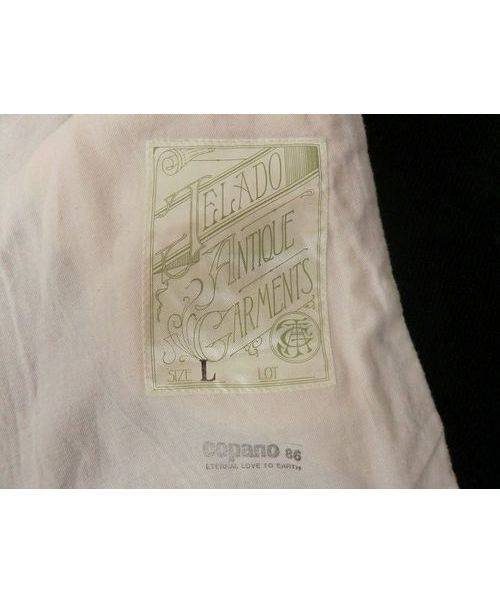 JELADO
ANTIQUE
GARMENTS
SIZE L LOT
copano 86
ETERNAL LOVE TO EARTH